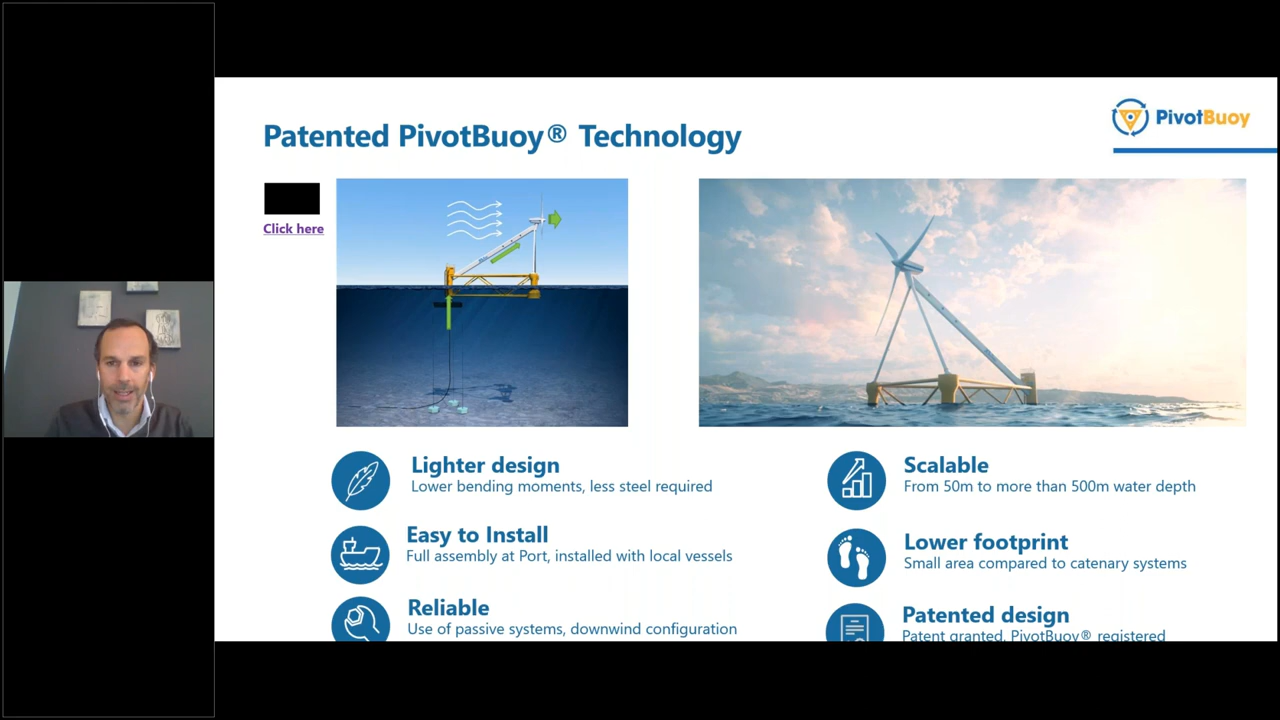 Patented PivotBuoy® Technology
PivotBuoy
Click here
Lighter design
Lower bending moments, less steel required
Easy to Install
Full assembly at Port, installed with local vessels
Reliable
Use of passive systems, downwind configuration
Scalable
From 50m to more than 500m water depth
Lower footprint
Small area compared to catenary systems
Patented design
Patent granted, PivotBuoy® registered